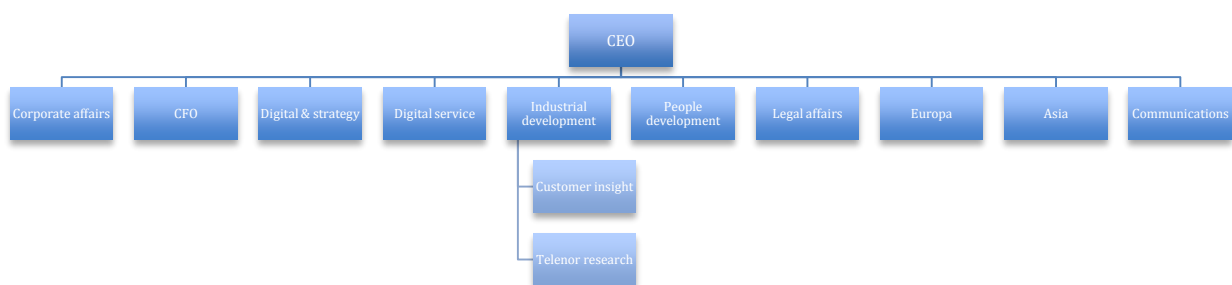 CEO
Corporate affairs
CFO
Digital & strategy
Digital service
Industrial
development
People
development
Legal affairs
Europa
Asia
Communications
Customer insight
Telenor research